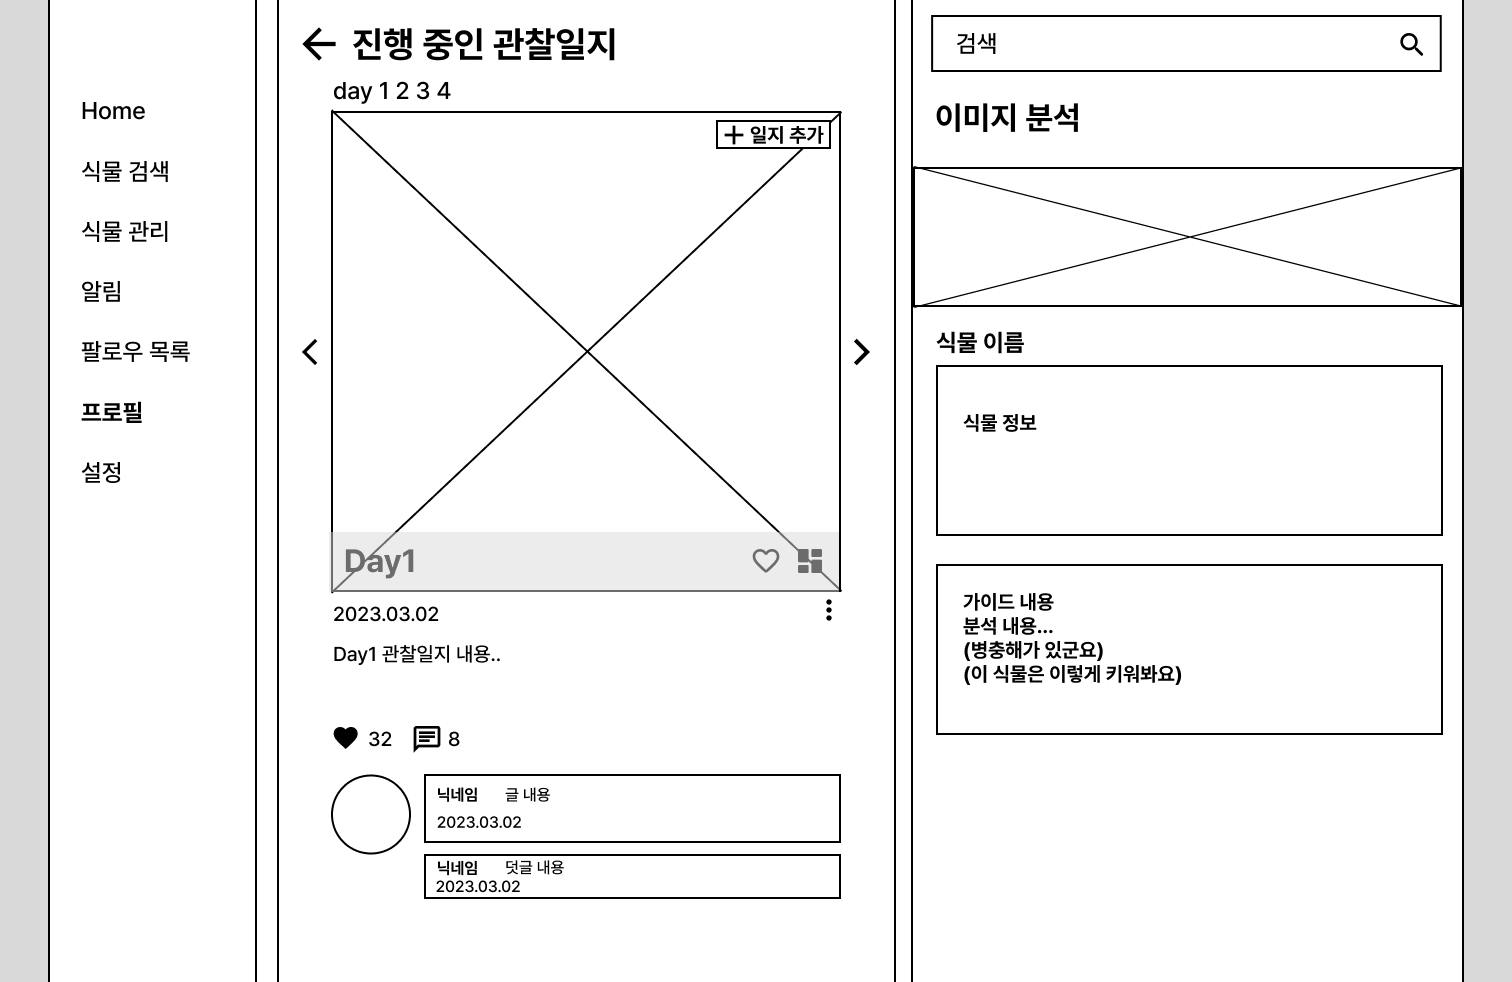 Home
식물 검색
식물 관리
알림
팔로우 목록
프로필
설정
진행 중인 관찰일지
day 1 2 3 4
일지 추가
Day1
2023.03.02
Day1 관찰일지 내용..
32 8
닉네임 글 내용
2023.03.02
닉네임 덧글 내용
2023.03.02
검색
이미지 분석
식물 이름
식물 정보
가이드 내용
분석 내용...
(병충해가 있군요)
(이 식물은 이렇게 키워봐요)